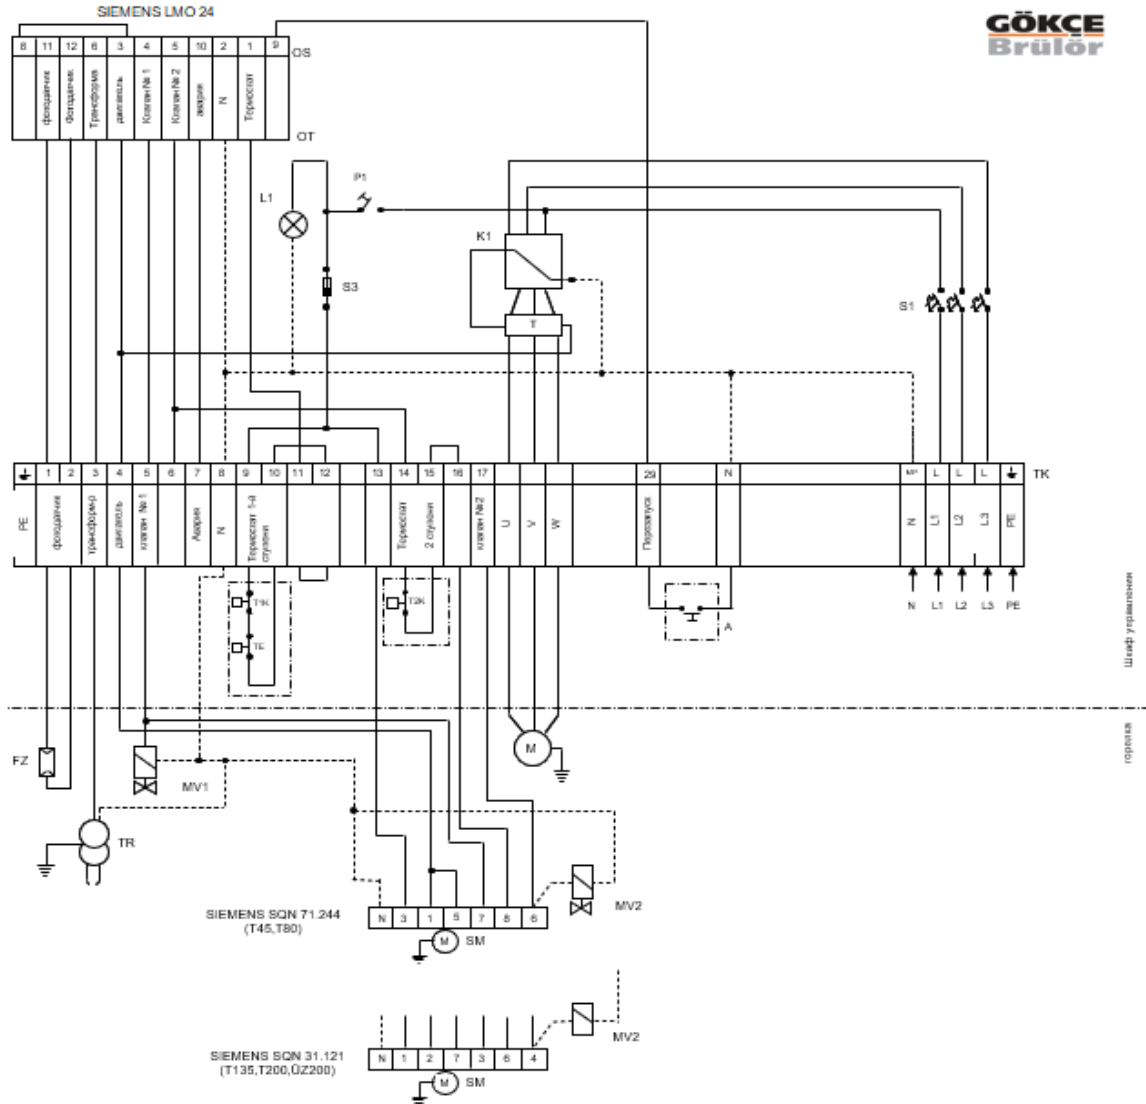 SIEMENS LMO 24
GÖKÇE
Brülör
8 11 12 6 3 4 5 10 2 1 9
OS
фотодатчик
фотодатчик
Трансформа
двигатель
Клапан № 1
Клапан № 2
авария
N
Термостат
OT
L1
P1
K1
S3
T
S1
1 2 3 4 5 6 7 8 9 10 11 12 13 14 15 16 17 29 N MP L L L
TK
PE
фотодатчик
трансформ-р
двигатель
клапан № 1
Авария
N
Термостат 1-й
ступени
Термостат
2 ступени
клапан №2
U
V
W
Перезапуск
N
L1
L2
L3
PE
N L1 L2 L3 PE
T1K
TE
T2K
A
Шкаф управления
горелка
FZ
MV1
M
TR
SIEMENS SQN 71.244
(T45,T80)
N 3 1 5 7 8 6
MV2
M
SM
SIEMENS SQN 31.121
(T135,T200,ÜZ200)
N 1 2 7 3 6 4
MV2
M
SM